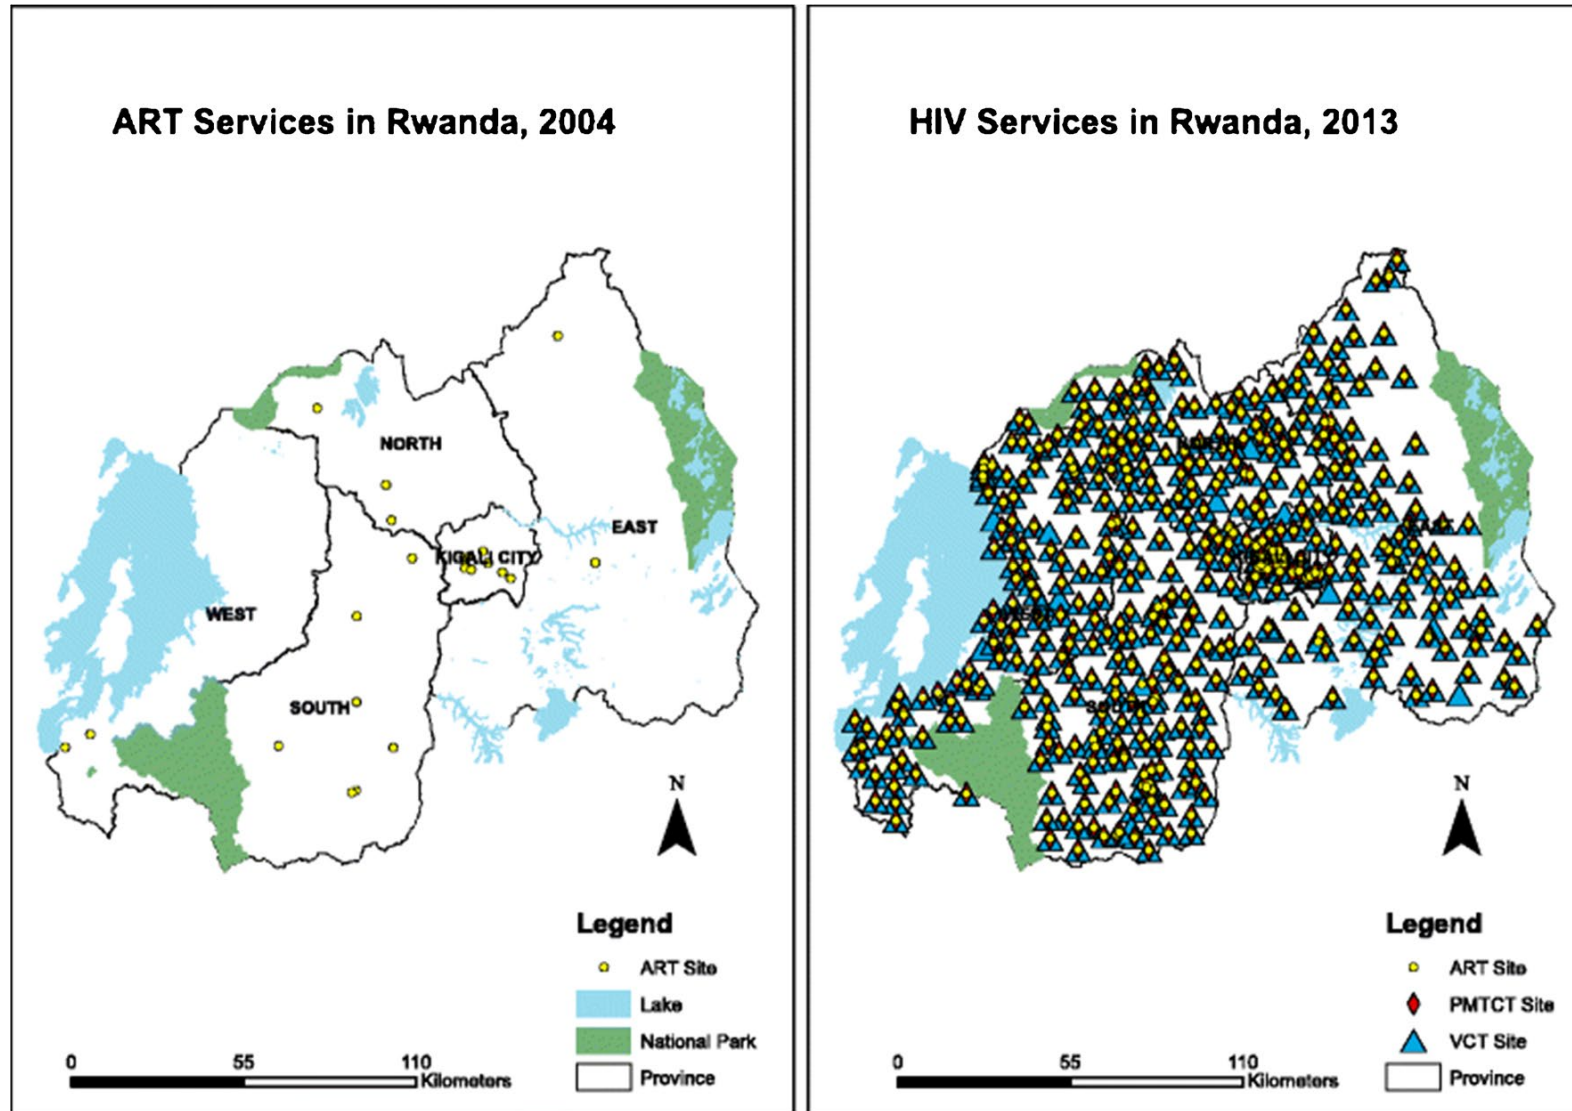 ART Services in Rwanda, 2004
NORTH
EAST
KIGALI CITY
WEST
SOUTH
N
Legend
ART Site
Lake
National Park
Province
0 55 110
Kilometers
HIV Services in Rwanda, 2013
N
Legend
ART Site
PMTCT Site
VCT Site
Province
0 55 110
Kilometers